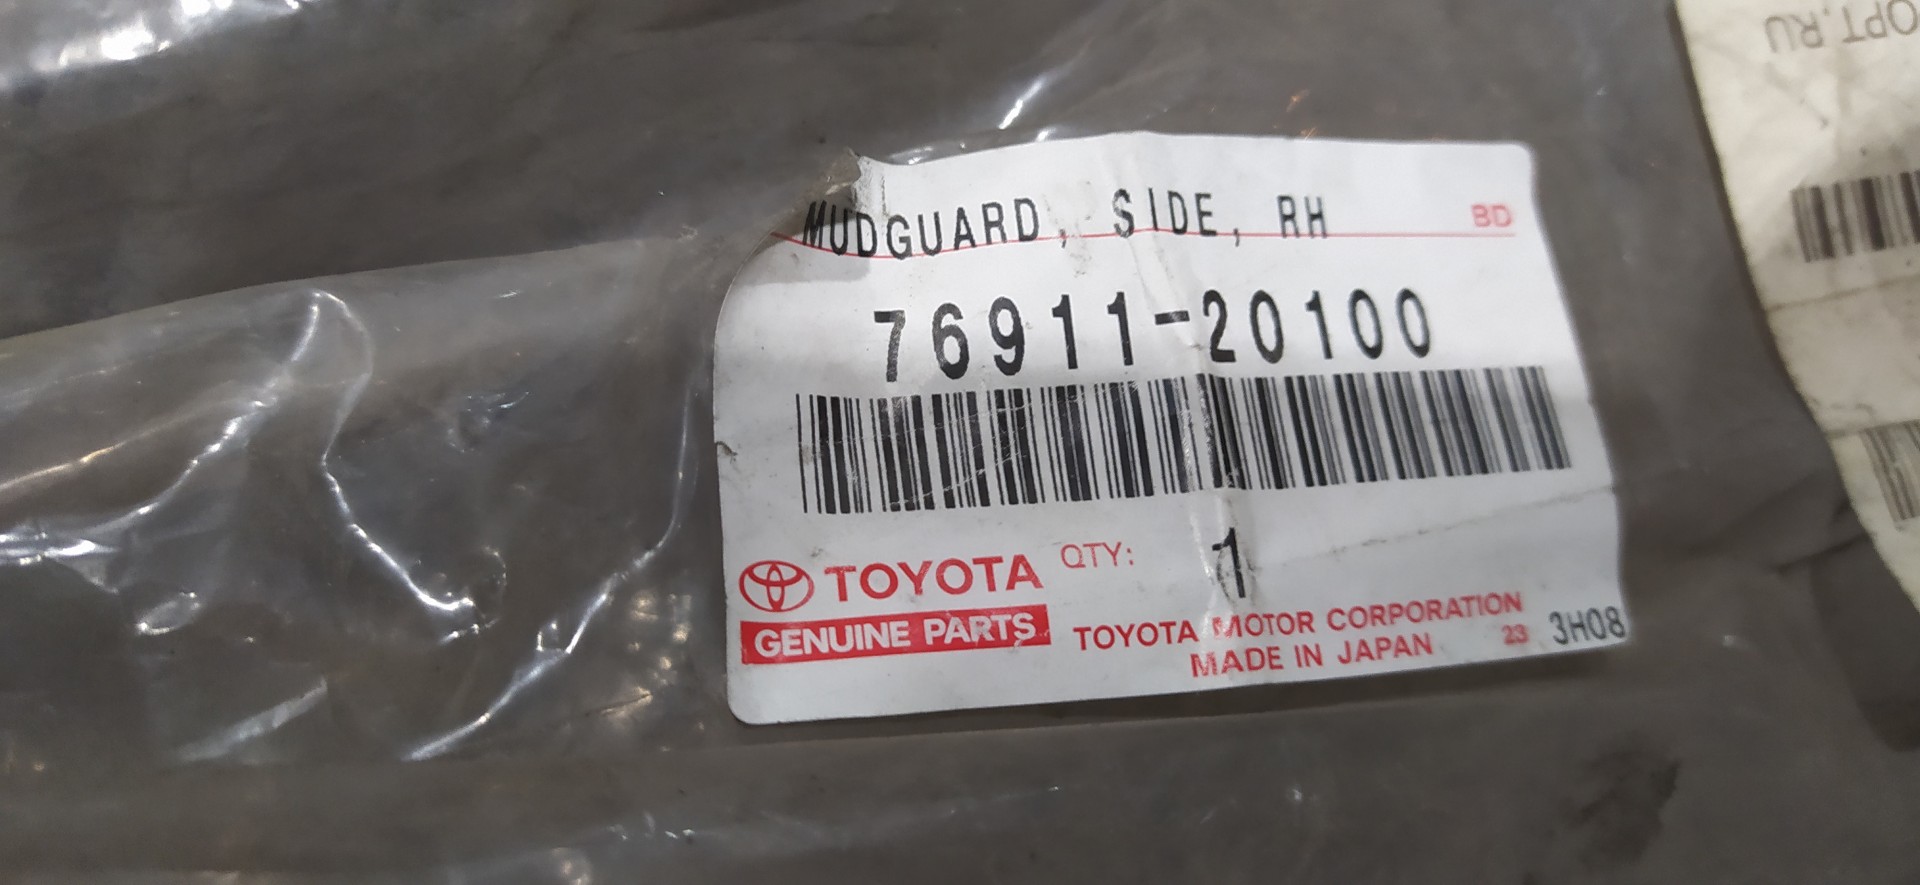 MUDGUARD, SIDE, RH BD
76911-20100
TOYOTA QTY: 1
GENUINE PARTS
TOYOTA MOTOR CORPORATION
MADE IN JAPAN 23 3H08
OPT.RU